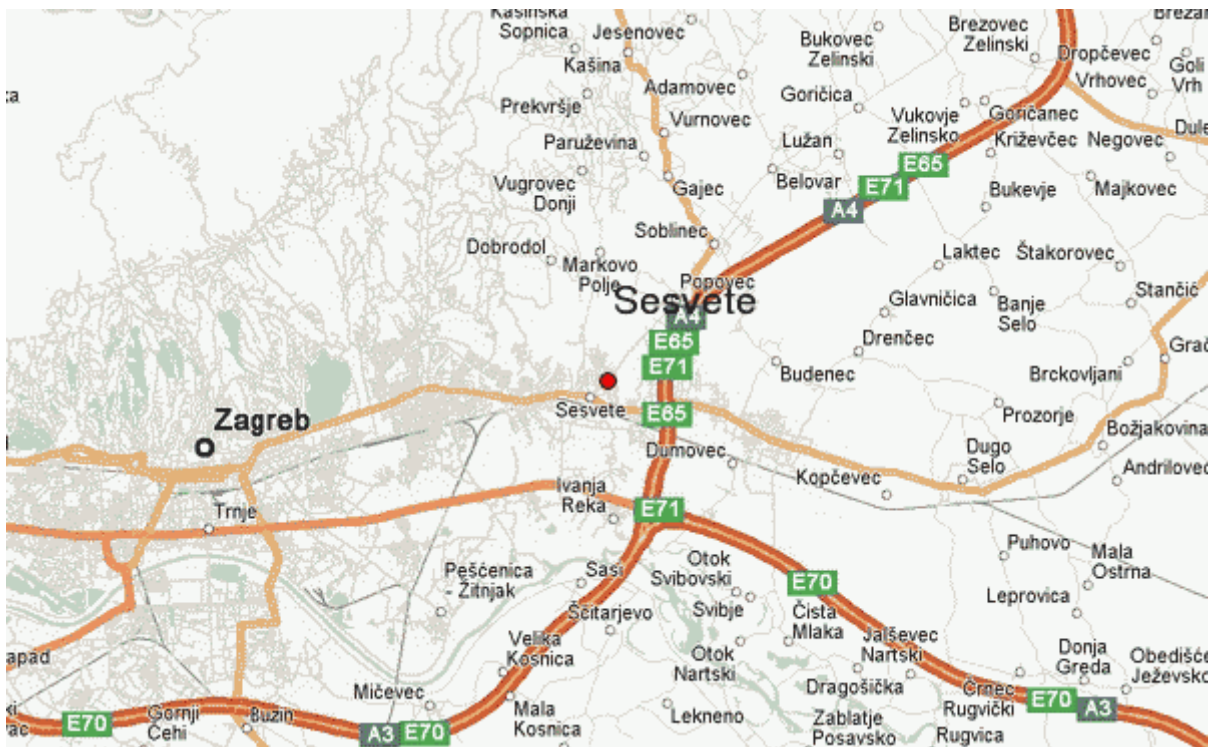 Kašinska
Sopnica
Jesenovec
Kašina
Bukovec
Zelinski
Brezovec
Zelinski
Dropčevec
Goli
Vrh
Vrhovec
Adamovec
Prekvršje
Goričica
Vukovje
Zelinsko
Goričanec
Vurnovec
Paruževina
Lužan
Križevčec
Negovec
E65
Vugrovec
Donji
Gajec
Belovar
E71
Bukevje
Majkovec
A4
Soblinec
Dobrodol
Markovo
Polje
Laktec
Štakorovec
Popovec
Sesvete
Glavničica
Banje
Selo
Stančić
A4
E65
Drenčec
E71
Budenec
Brckovljani
Sesvete
E65
Prozorje
Zagreb
Dumovec
Dugo
Selo
Božjakovina
Kopčevec
Ivanja
Reka
Trnje
E71
Puhovo
Mala
Ostrna
Otok
Svibovski
Sasi
Pešćenica
- Žitnjak
E70
Leprovica
Svibje
Čista
Mlaka
Ščitarjevo
Velika
Kosnica
Otok
Nartski
Jalševec
Nartski
Donja
Greda
Mičevec
Dragošička
Črnec
Rugvički
E70
A3
E70
Gornji
Čehi
Buzin
A3
E70
Mala
Kosnica
Lekneno
Zablatje
Posavsko
Rugvica